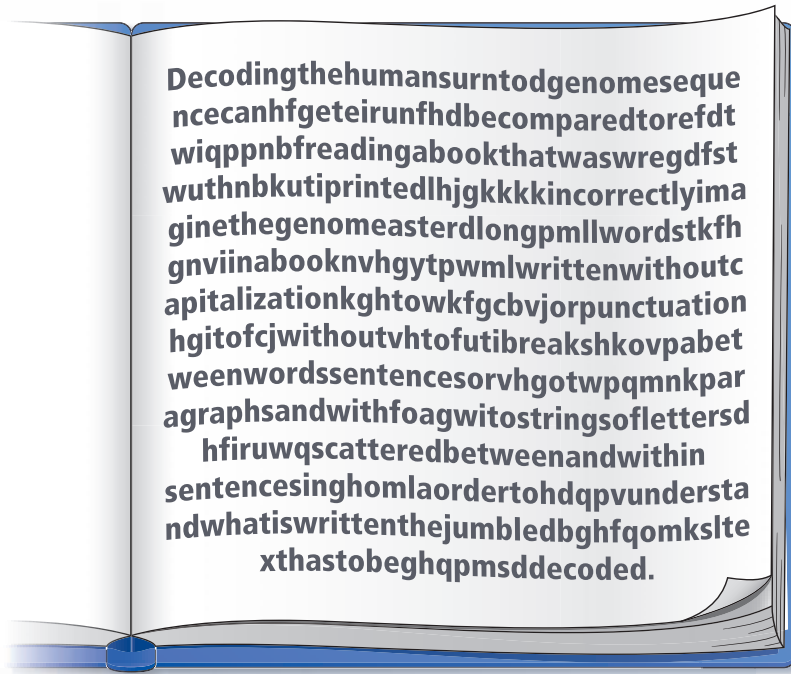 Decodingthehumansurntodgenomeseque
ncecanhfgeteirunfhdbecomparedtorefdt
wiqppnbfreadingabookthatwaswregdfst
wuthnbkutiprintedlhjgkkkkincorrectlyima
ginethegenomeasterdlongpmllwordstkfh
gnviinabooknvhgytpwmlwrittenwithoutc
apitalizationkghtowkfgcbvjorpunctuation
hgitofcjwithoutvhtofutibreakshkovpabet
weenwordssentencesorvhgotwpqmnkpar
agraphsandwithfoagwitostringsoflettersd
hfiruwqscatteredbetweenandwithin
sentencesinghomlaordertohdqpvundersta
ndwhatiswrittenthejumbledbghfqomkslte
xthastobeghqpmsddecoded.